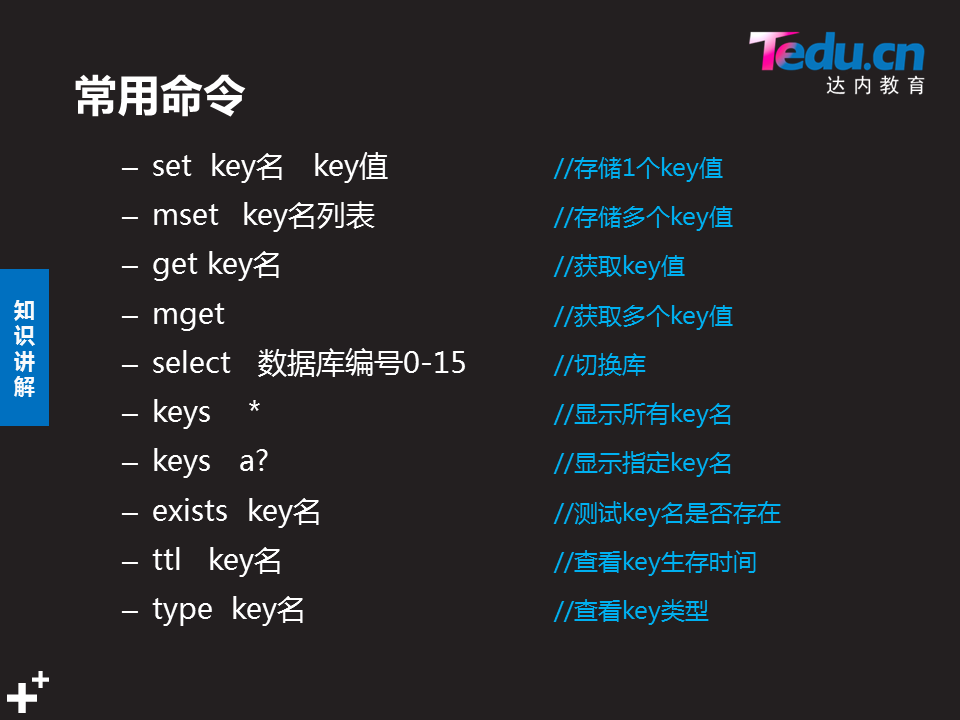 Tedu.cn
达内教育
常用命令
– set key名 key值 //存储1个key值
– mset key名列表 //存储多个key值
– get key名 //获取key值
– mget //获取多个key值
– select 数据库编号0-15 //切换库
– keys * //显示所有key名
– keys a? //显示指定key名
– exists key名 //测试key名是否存在
– ttl key名 //查看key生存时间
– type key名 //查看key类型
知识讲解